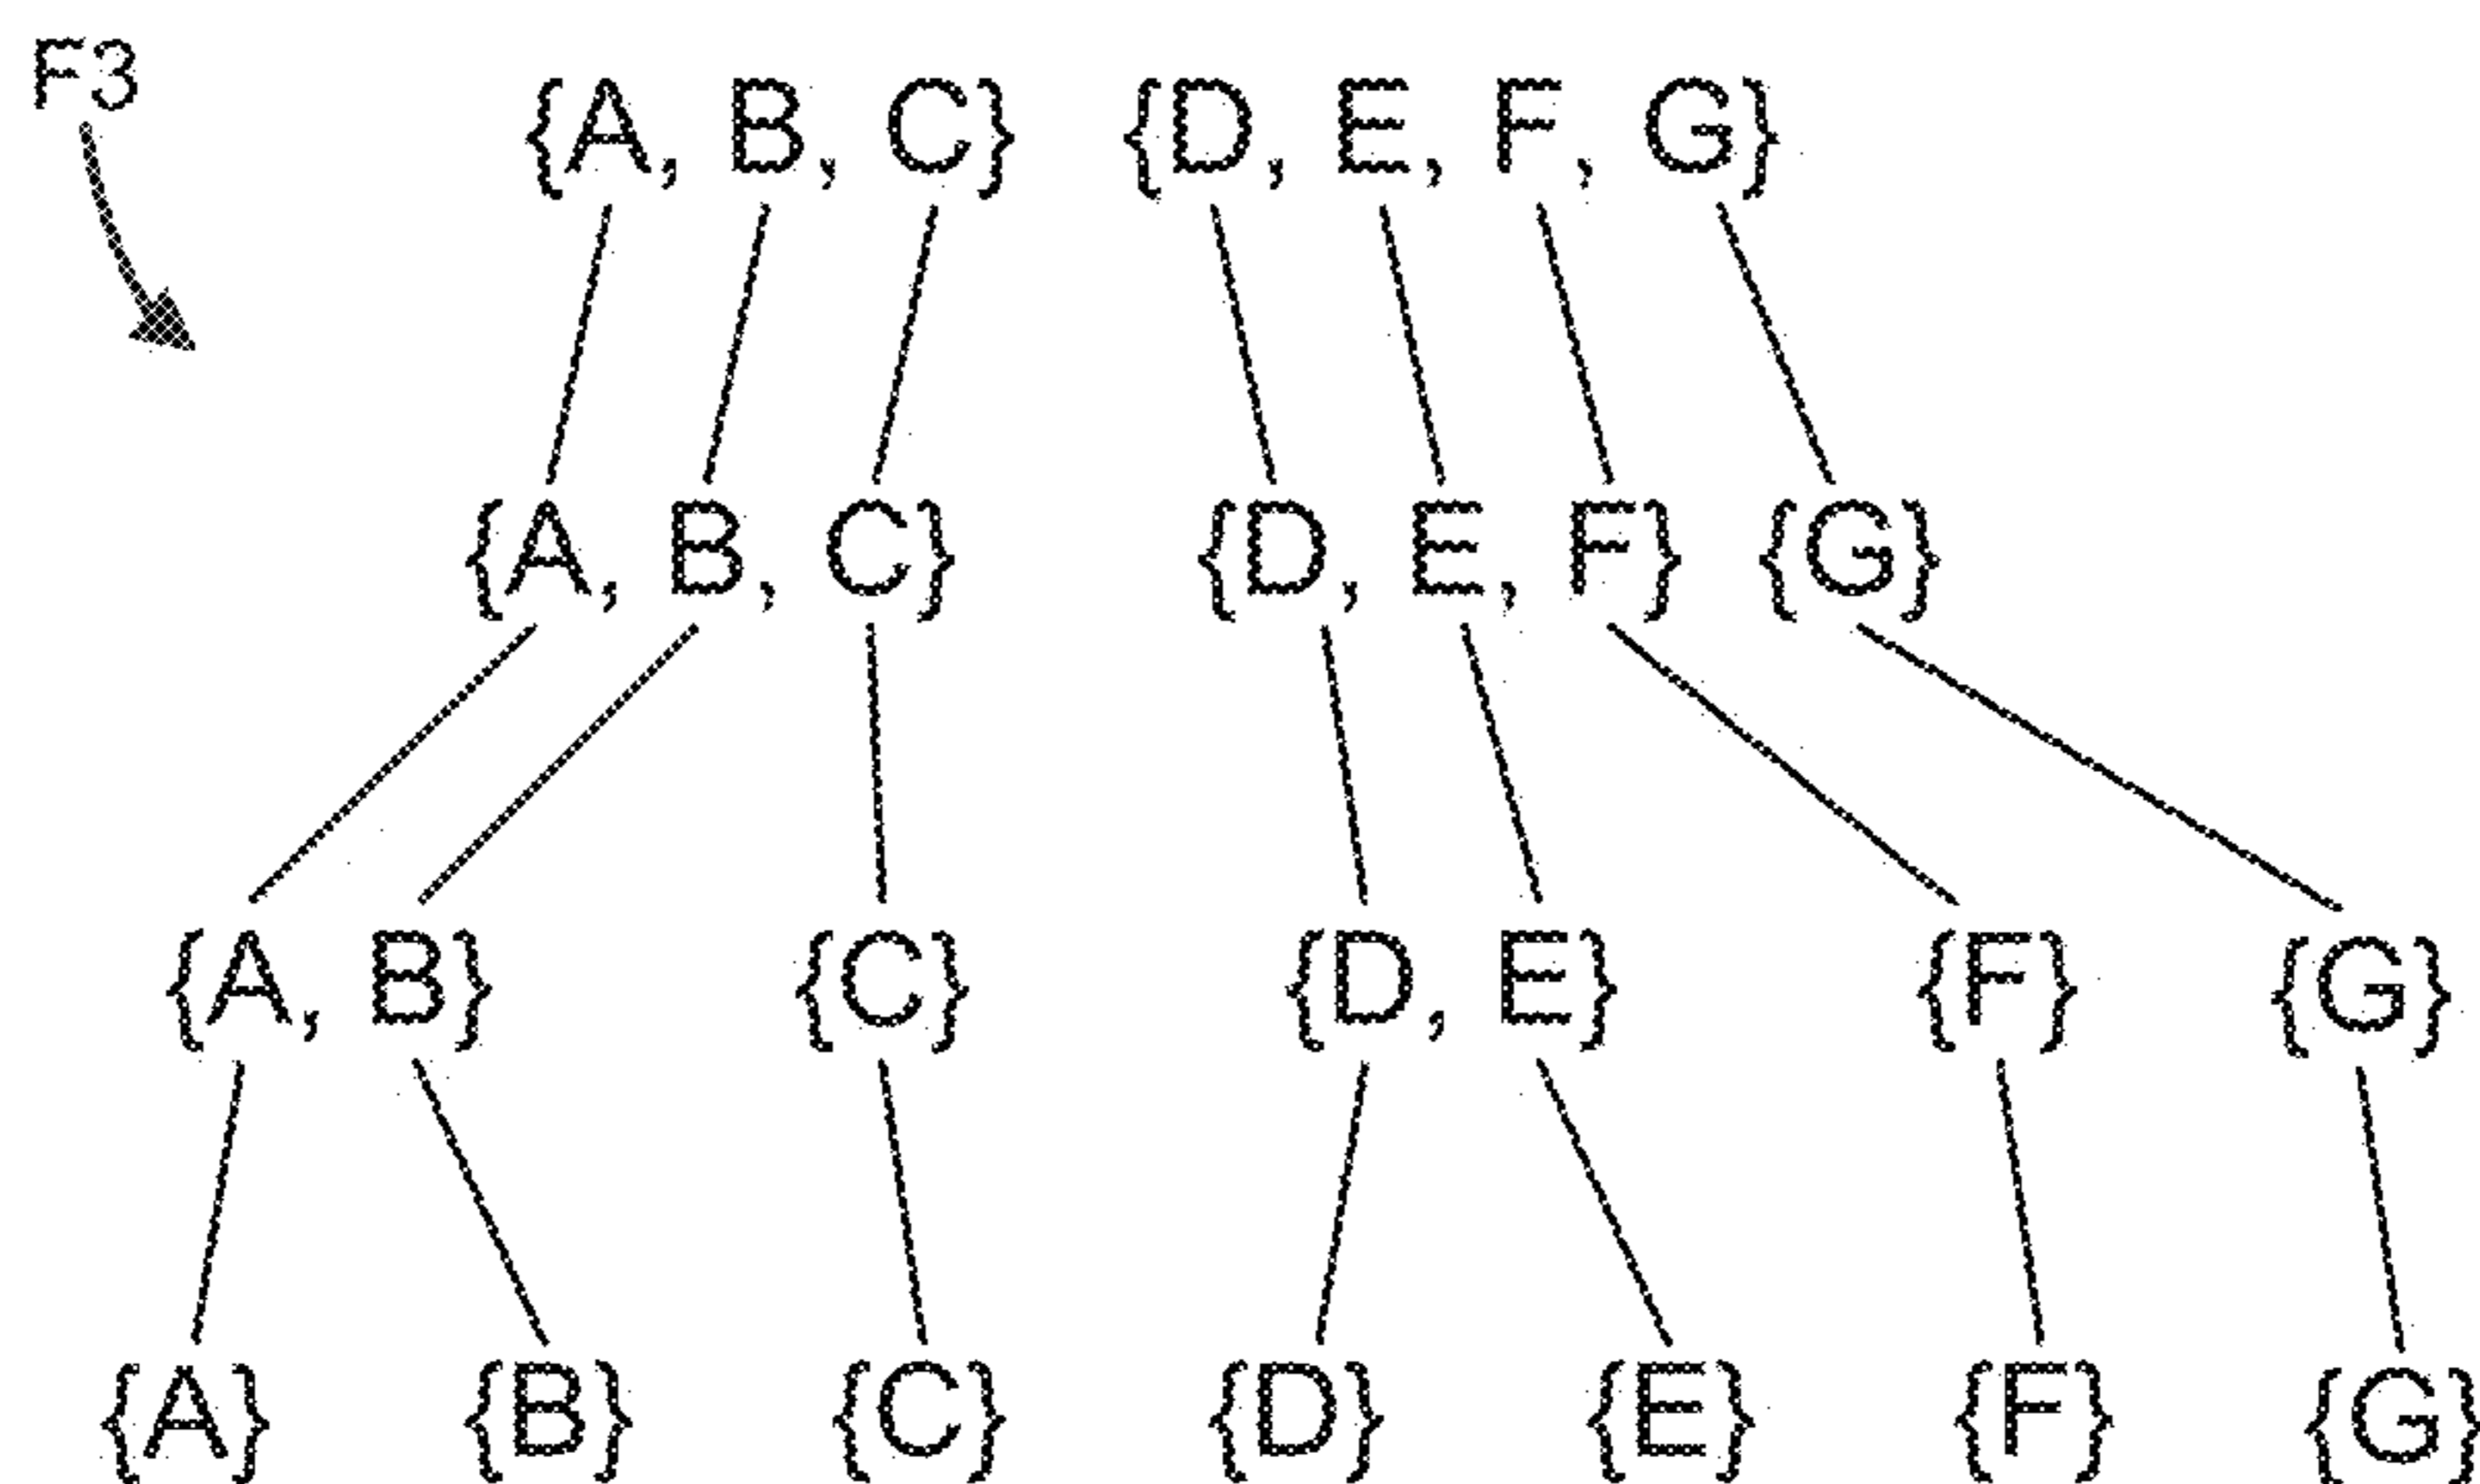 F3
{A, B, C} {D, E, F, G}
{A, B, C} {D, E, F} {G}
{A, B} {C} {D, E} {F} {G}
{A} {B} {C} {D} {E} {F} {G}